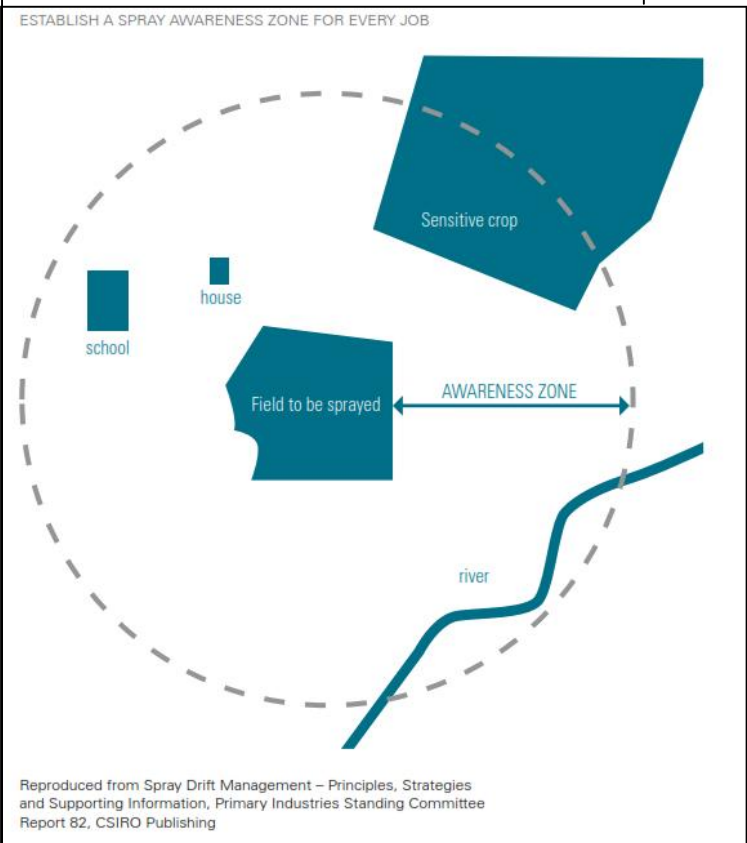 ESTABLISH A SPRAY AWARENESS ZONE FOR EVERY JOB
Sensitive crop
house
school
Field to be sprayed
AWARENESS ZONE
river
Reproduced from Spray Drift Management – Principles, Strategies
and Supporting Information, Primary Industries Standing Committee
Report 82, CSIRO Publishing